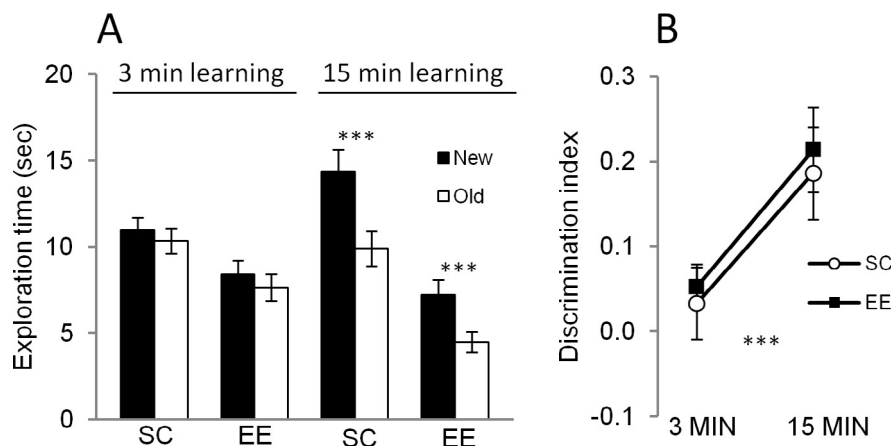 A
3 min learning
15 min learning
Exploration time (sec)
20
15
10
5
0
***
***
New
Old
SC
EE
SC
EE
B
Discrimination index
0.3
0.2
0.1
0.0
-0.1
SC
EE
***
3 MIN
15 MIN